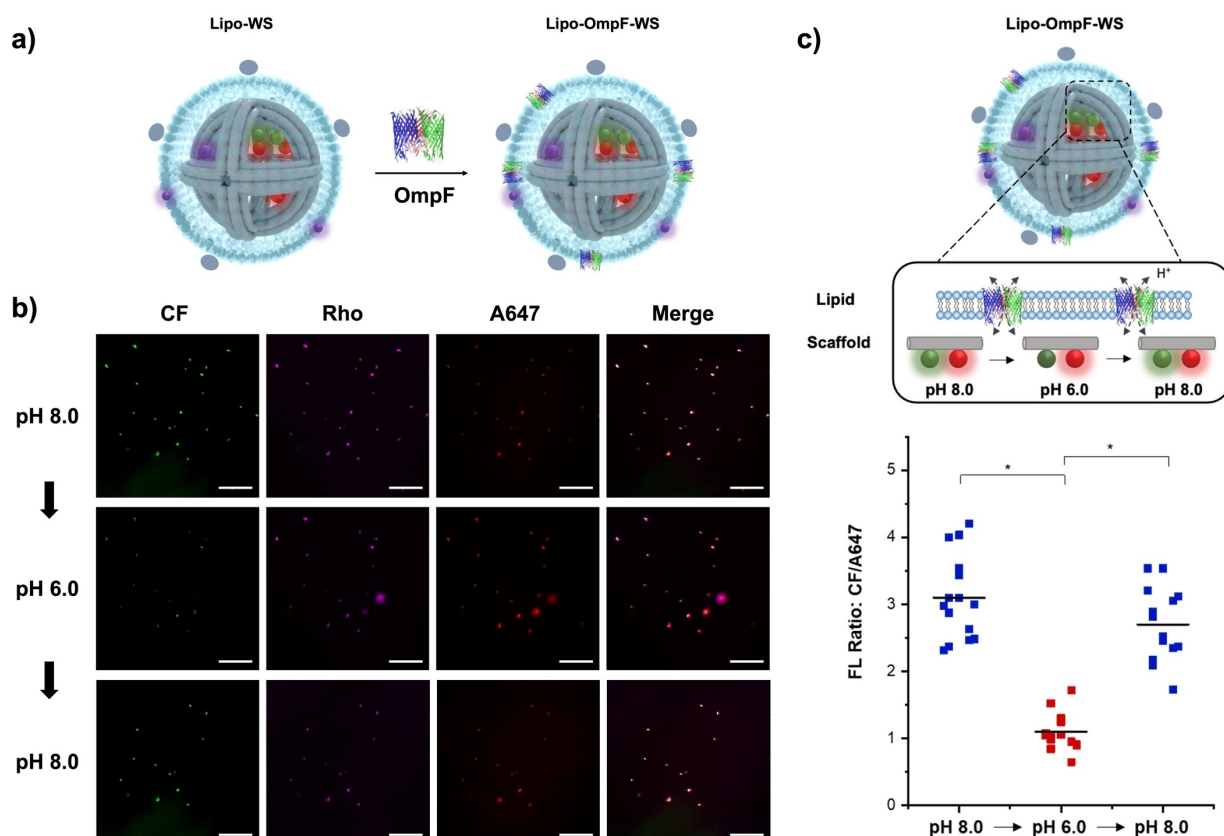 a)
Lipo-WS
Lipo-OmpF-WS
OmpF
b)
CF Rho A647 Merge
pH 8.0
pH 6.0
pH 8.0
c)
Lipo-OmpF-WS
H⁺
Lipid
Scaffold
pH 8.0 pH 6.0 pH 8.0
* *
FL Ratio: CF/A647
5
4
3
2
1
0
pH 8.0 → pH 6.0 → pH 8.0